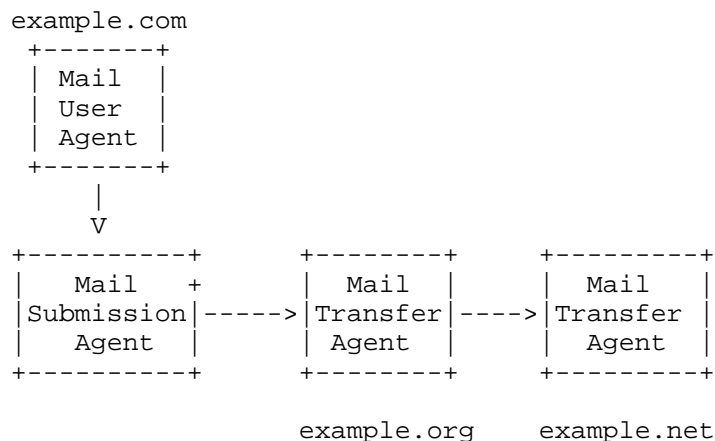 example.com
+-------+
| Mail  |
| User  |
| Agent |
+-------+
|
V
+----------+       +--------+      +---------+
|   Mail   +       |  Mail  |      |  Mail   |
|Submission|----->|Transfer|---->|Transfer |
|   Agent  |       | Agent  |      |  Agent  |
+----------+       +--------+      +---------+
example.org    example.net